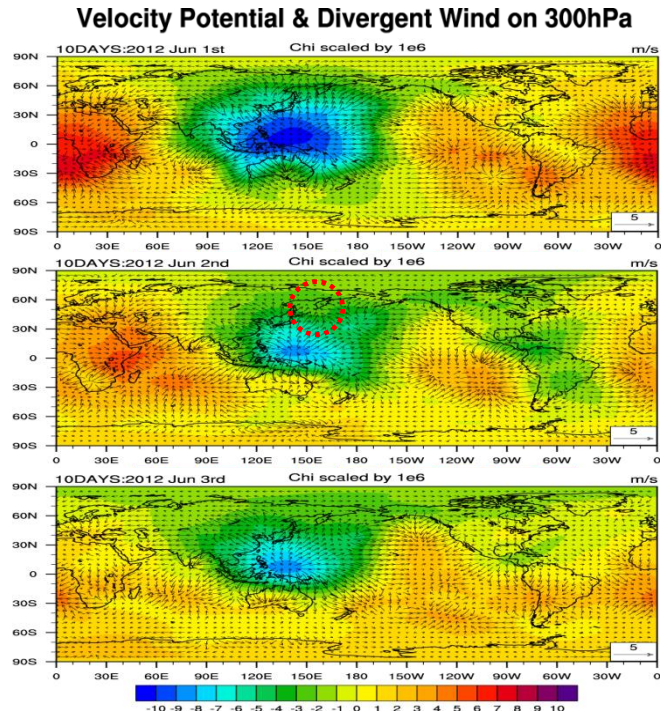 Velocity Potential & Divergent Wind on 300hPa
10DAYS:2012 Jun 1st Chi scaled by 1e6 m/s
90N
60N
30N
0
30S
60S
90S
5
0 30E 60E 90E 120E 150E 180 150W 120W 90W 60W 30W 0
10DAYS:2012 Jun 2nd Chi scaled by 1e6 m/s
90N
60N
30N
0
30S
60S
90S
5
0 30E 60E 90E 120E 150E 180 150W 120W 90W 60W 30W 0
10DAYS:2012 Jun 3rd Chi scaled by 1e6 m/s
90N
60N
30N
0
30S
60S
90S
5
0 30E 60E 90E 120E 150E 180 150W 120W 90W 60W 30W 0
-10 -9 -8 -7 -6 -5 -4 -3 -2 -1 0 1 2 3 4 5 6 7 8 9 10